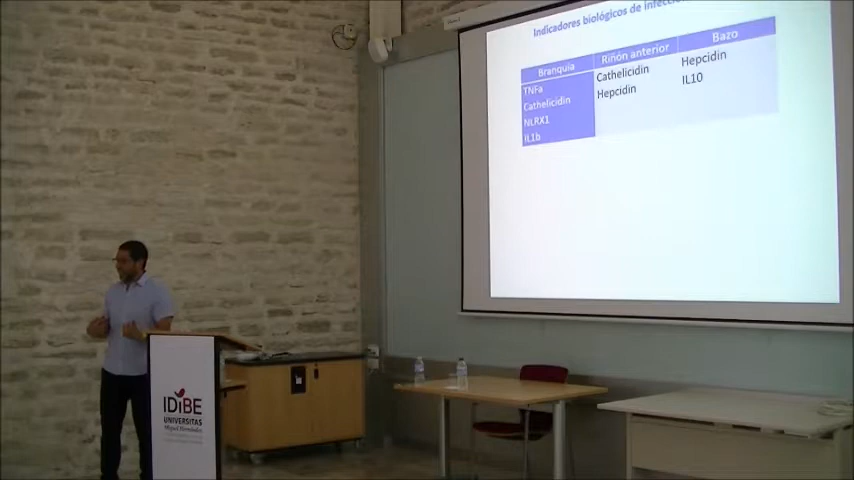 Indicadores biológicos de infecci
Branquia
Riñón anterior
Bazo
TNFa
Cathelicidin
Hepcidin
Cathelicidin
Hepcidin
IL10
NLRX1
IL1b
IDiBE
UNIVERSITAS
Miguel Hernández